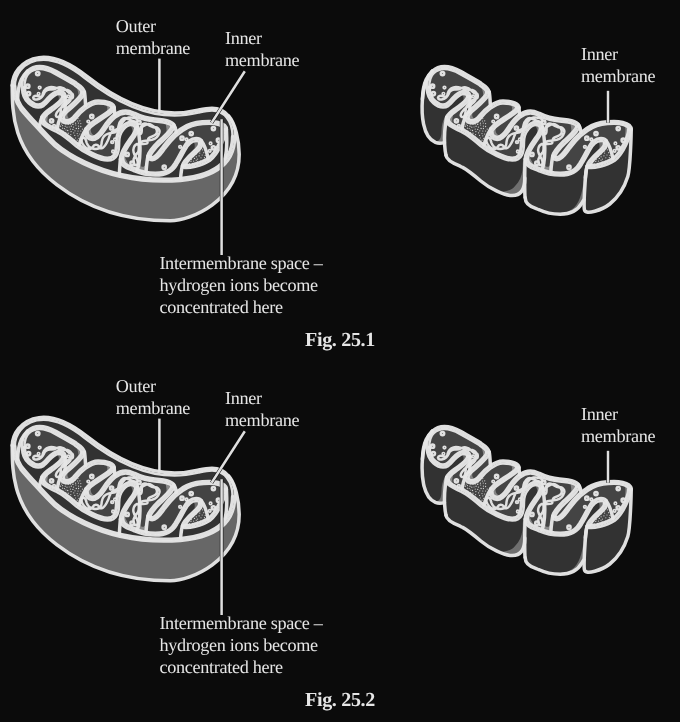 Outer
membrane
Inner
membrane
Inner
membrane
Intermembrane space –
hydrogen ions become
concentrated here
Fig. 25.1
Outer
membrane
Inner
membrane
Inner
membrane
Intermembrane space –
hydrogen ions become
concentrated here
Fig. 25.2